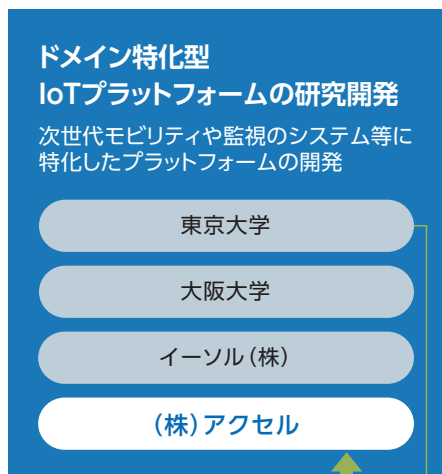 ドメイン特化型
IoTプラットフォームの研究開発
次世代モビリティや監視のシステム等に
特化したプラットフォームの開発
東京大学
大阪大学
イーソル(株)
(株)アクセル